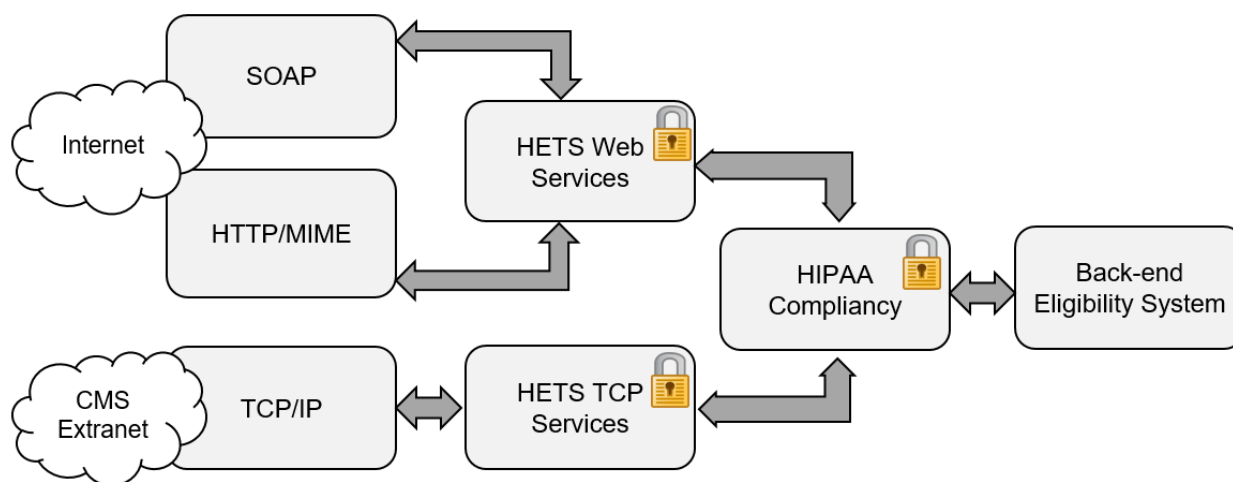 SOAP
Internet
HTTP/MIME
HETS Web
Services
HIPAA
Compliancy
Back-end
Eligibility System
CMS
Extranet
TCP/IP
HETS TCP
Services